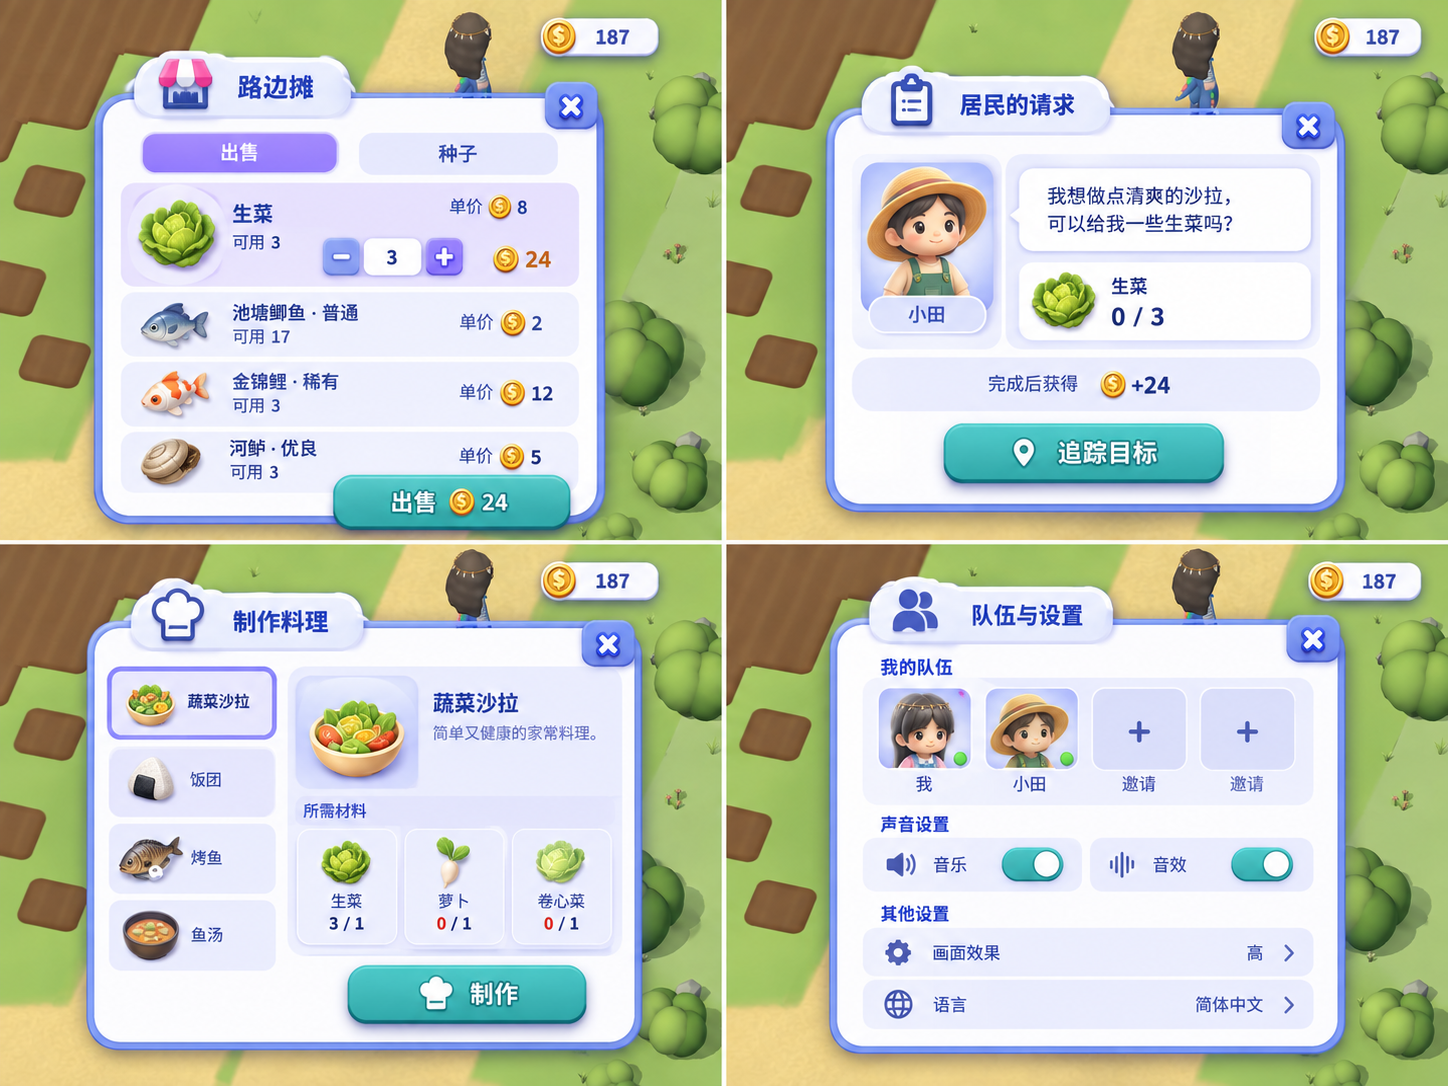 187
路边摊
出售
种子
生菜
可用 3
单价 8
3
24
池塘鲫鱼 · 普通
可用 17
单价 2
金锦鲤 · 稀有
可用 3
单价 12
河鲈 · 优良
可用 3
单价 5
出售 24
187
居民的请求
我想做点清爽的沙拉，
可以给我一些生菜吗？
小田
生菜
0 / 3
完成后获得 +24
追踪目标
187
制作料理
蔬菜沙拉
饭团
烤鱼
鱼汤
蔬菜沙拉
简单又健康的家常料理。
所需材料
生菜
3 / 1
萝卜
0 / 1
卷心菜
0 / 1
制作
187
队伍与设置
我的队伍
我
小田
邀请
邀请
声音设置
音乐
音效
其他设置
画面效果
高
语言
简体中文